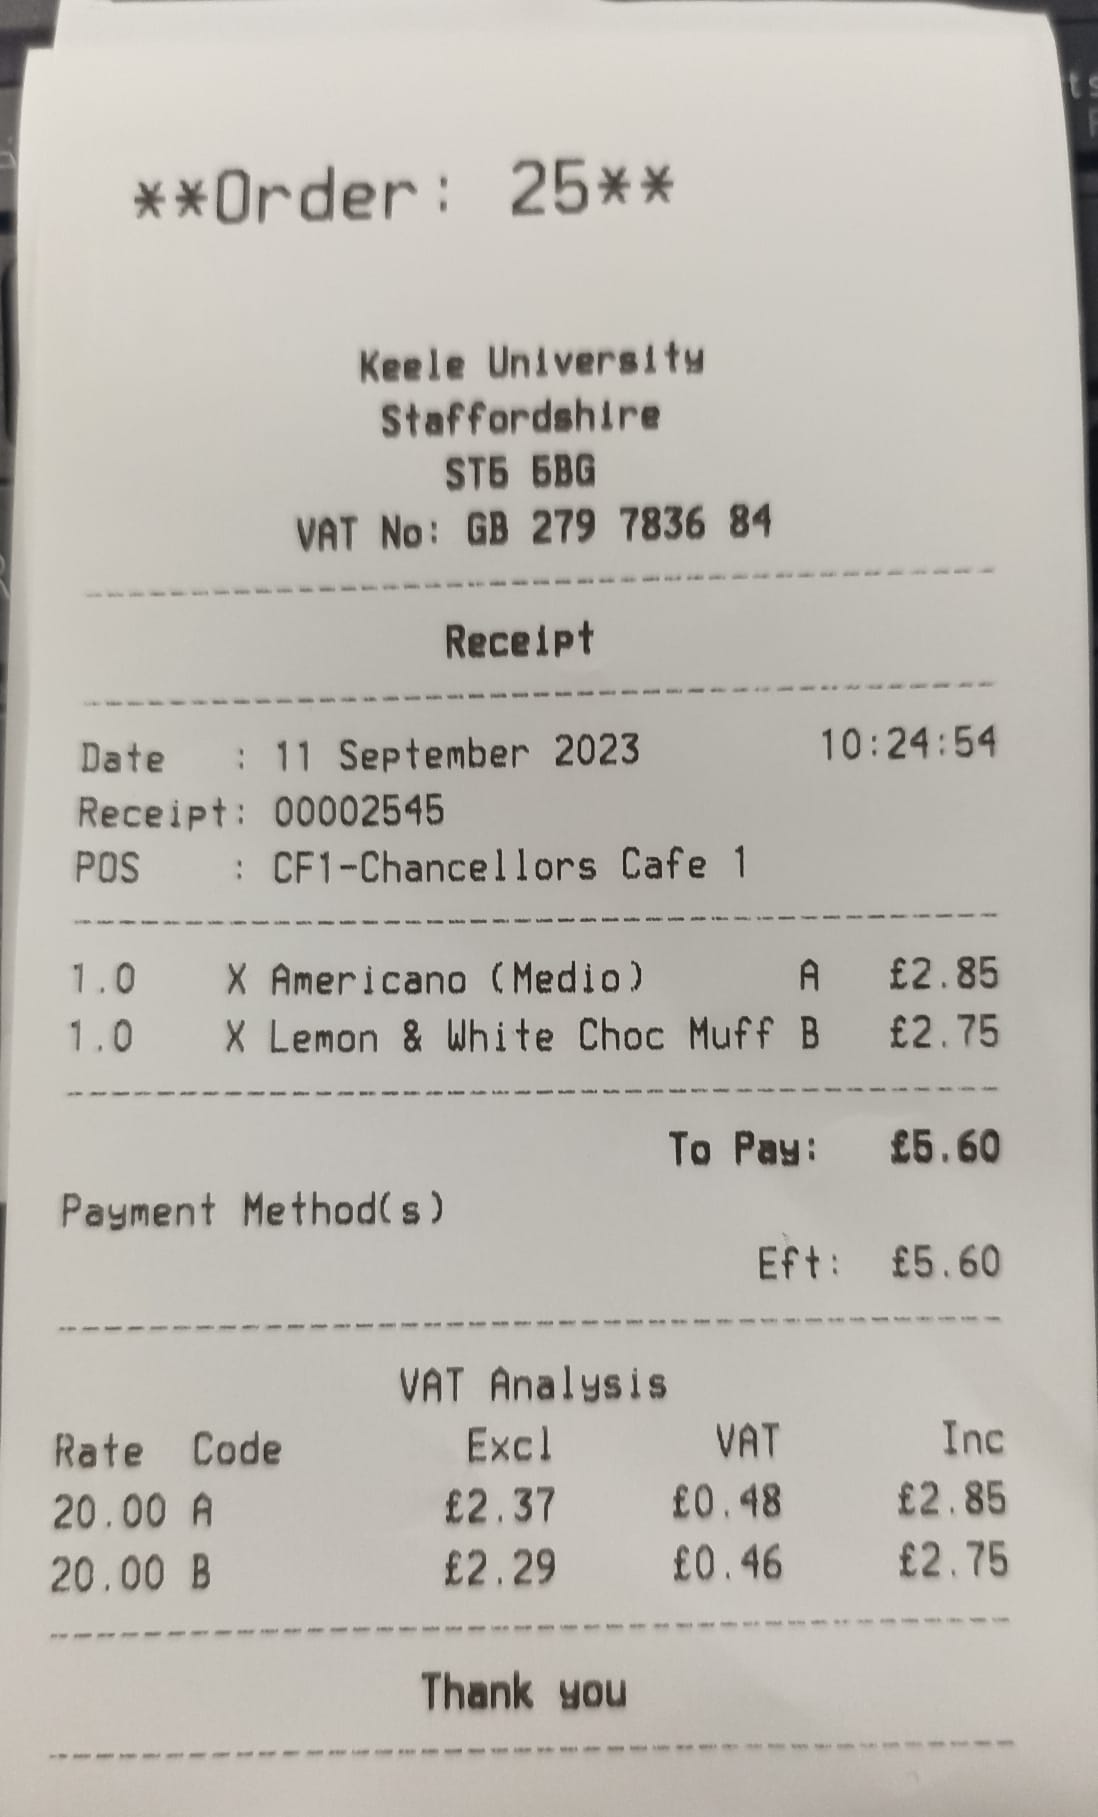 **Order: 25**
Keele University
Staffordshire
ST5 5BG
VAT No: GB 279 7836 84
Receipt
Date : 11 September 2023 10:24:54
Receipt: 00002545
POS : CF1-Chancellors Cafe 1
1.0 X Americano (Medio) A £2.85
1.0 X Lemon & White Choc Muff B £2.75
To Pay: £5.60
Payment Method(s)
Eft: £5.60
VAT Analysis
Rate Code Excl VAT Inc
20.00 A £2.37 £0.48 £2.85
20.00 B £2.29 £0.46 £2.75
Thank you